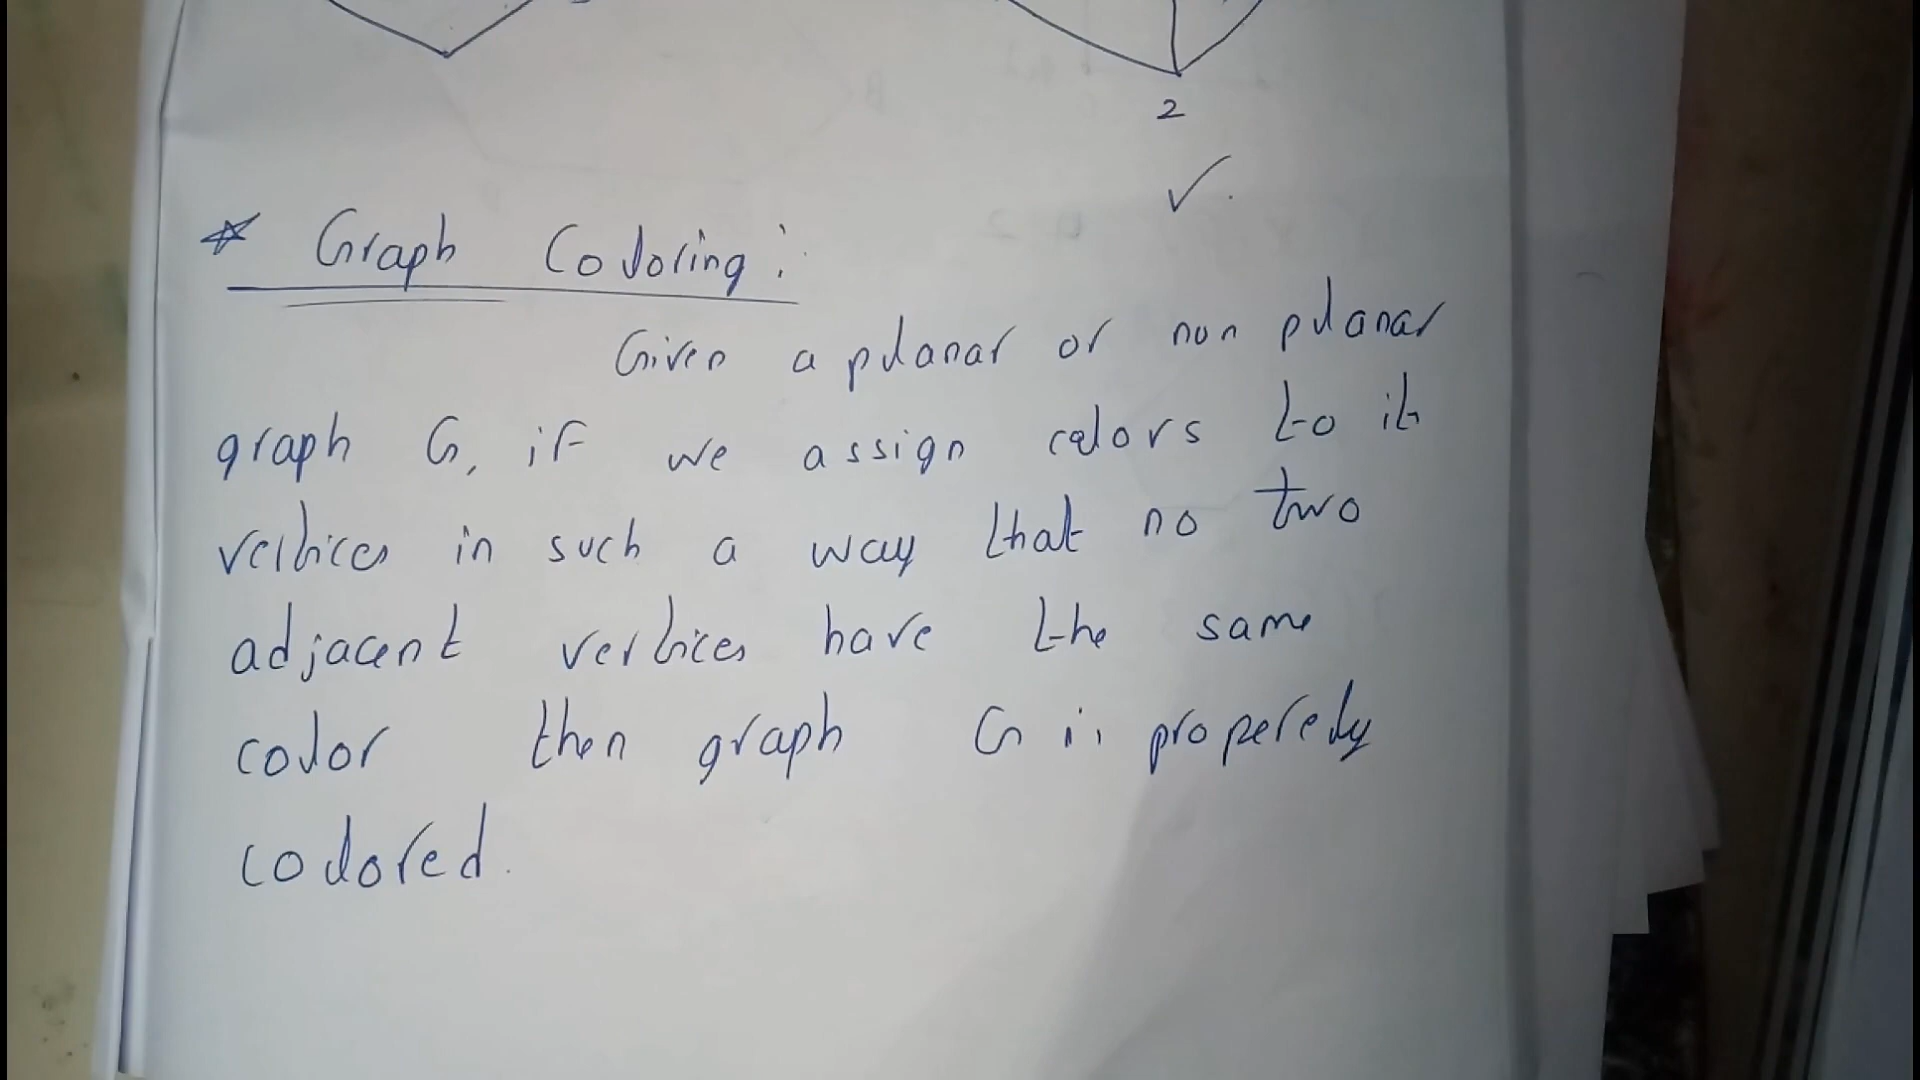 2
* Graph Coloring:
Given a planar or non planar
graph G, if we assign colors to it
vertices in such a way that no two
adjacent vertices have the same
color then graph G is properely
colored.